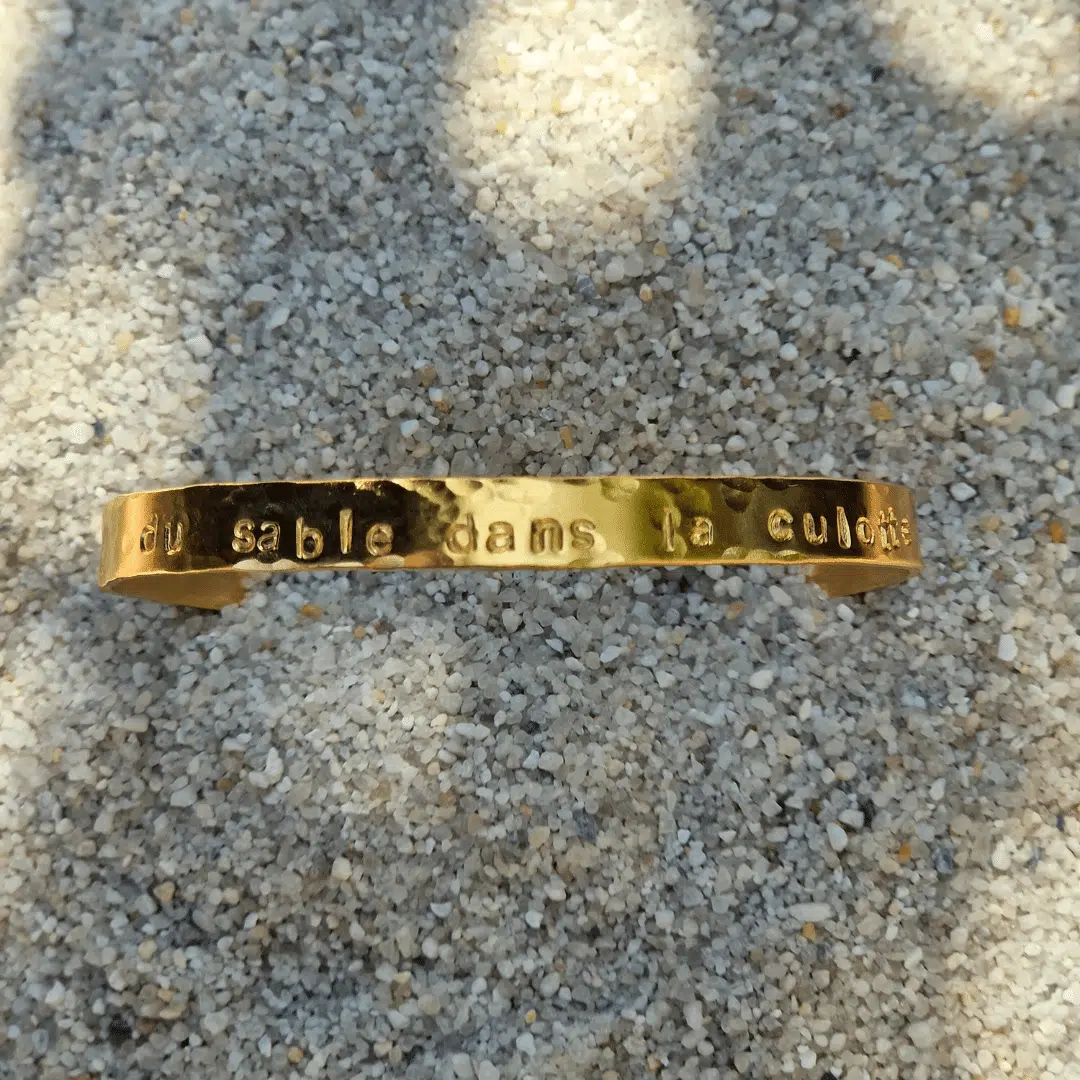 du sable dans la culotte